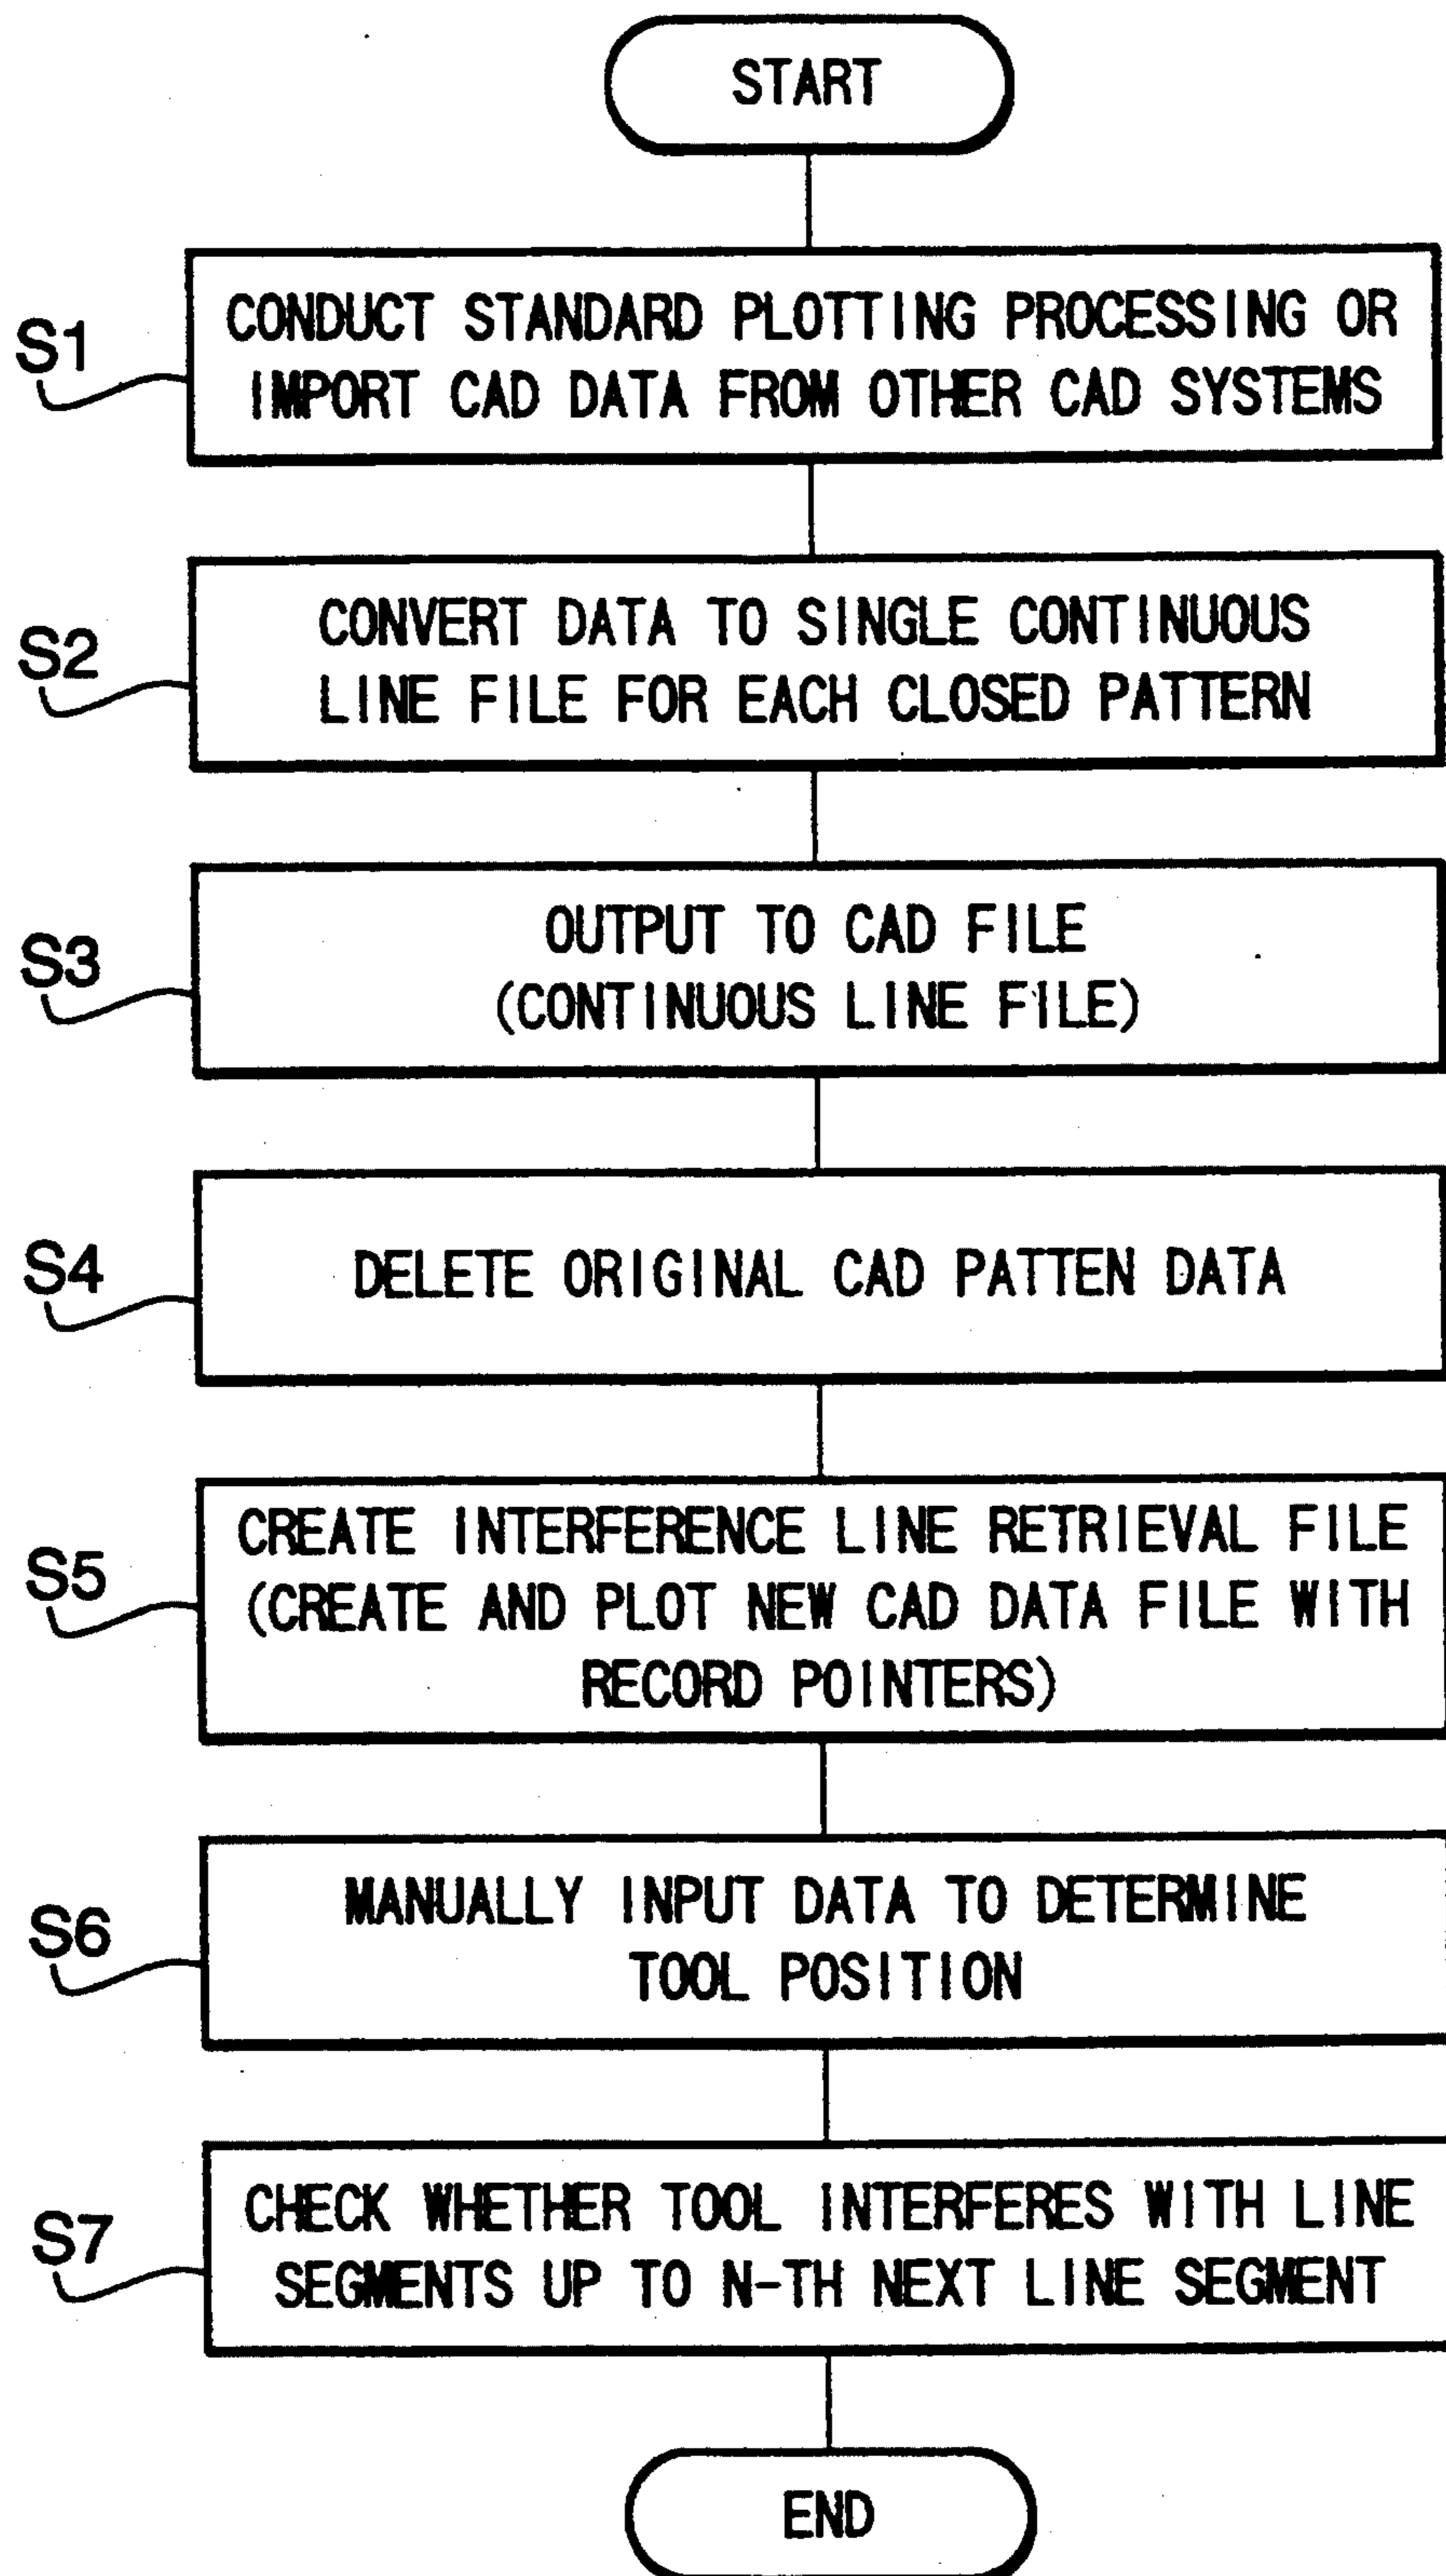 START
S1
CONDUCT STANDARD PLOTTING PROCESSING OR
IMPORT CAD DATA FROM OTHER CAD SYSTEMS
S2
CONVERT DATA TO SINGLE CONTINUOUS
LINE FILE FOR EACH CLOSED PATTERN
S3
OUTPUT TO CAD FILE
(CONTINUOUS LINE FILE)
S4
DELETE ORIGINAL CAD PATTEN DATA
S5
CREATE INTERFERENCE LINE RETRIEVAL FILE
(CREATE AND PLOT NEW CAD DATA FILE WITH
RECORD POINTERS)
S6
MANUALLY INPUT DATA TO DETERMINE
TOOL POSITION
S7
CHECK WHETHER TOOL INTERFERES WITH LINE
SEGMENTS UP TO N-TH NEXT LINE SEGMENT
END